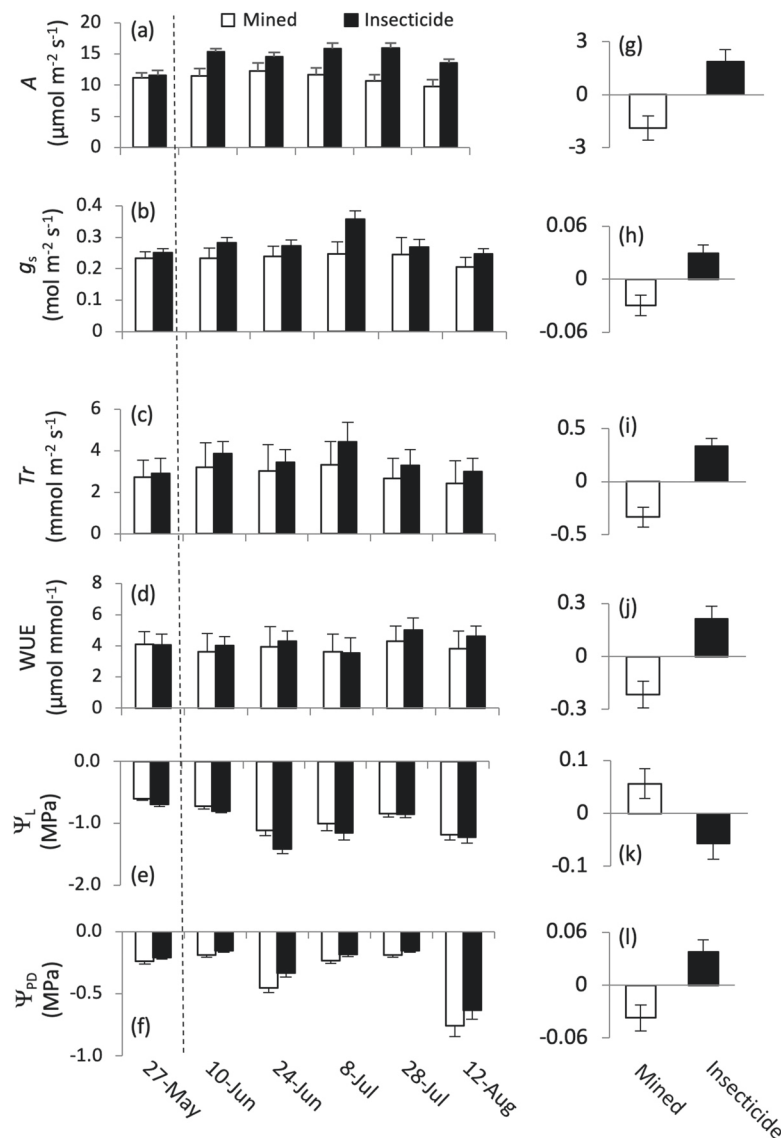 Mined Insecticide
(a)
A
(μmol m-2 s-1)
20
15
10
5
0
(g)
3
0
-3
(b)
gs
(mol m-2 s-1)
0.4
0.3
0.2
0.1
0
(h)
0.06
0
-0.06
(c)
Tr
(mmol m-2 s-1)
6
4
2
0
(i)
0.5
0
-0.5
(d)
WUE
(μmol mmol-1)
8
6
4
2
0
(j)
0.3
0
-0.3
ΨL
(MPa)
0.0
-1.0
-2.0
(e)
0.1
0
-0.1
(k)
ΨPD
(MPa)
0.0
-0.5
-1.0
(f)
(l)
0.06
0
-0.06
27-May
10-Jun
24-Jun
8-Jul
28-Jul
12-Aug
Mined
Insecticide